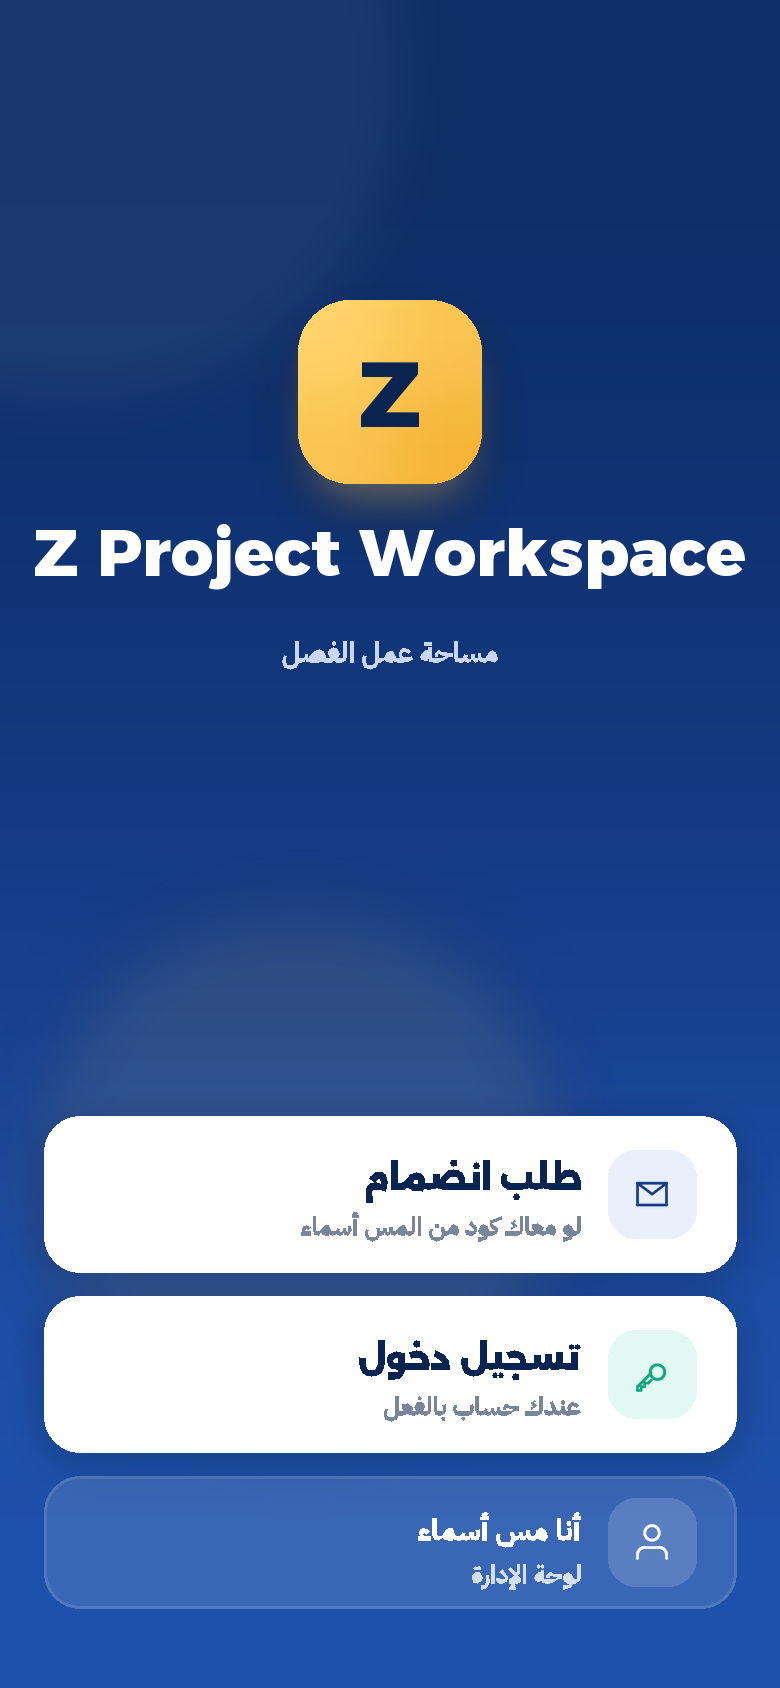 Z
Z Project Workspace
مساحة عمل الفصل
طلب انضمام
لو معاك كود من المس أسماء
تسجيل دخول
عندك حساب بالفعل
أنا مس أسماء
لوحة الإدارة